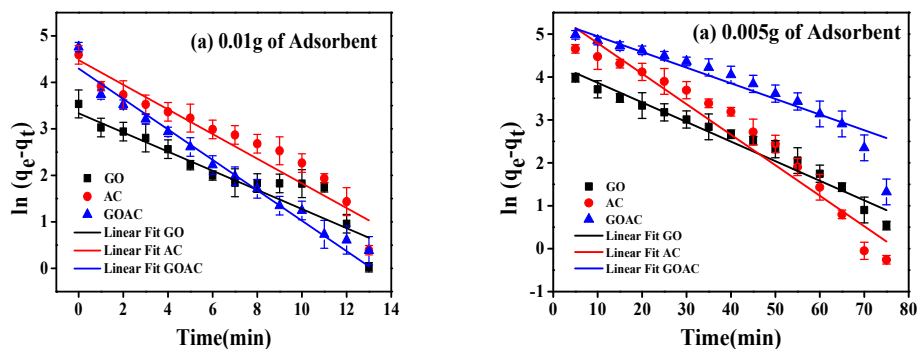 (a) 0.01g of Adsorbent
ln (qe-qt)
5
4
3
2
1
0
GO
AC
GOAC
Linear Fit GO
Linear Fit AC
Linear Fit GOAC
0 2 4 6 8 10 12 14
Time(min)
(a) 0.005g of Adsorbent
ln (qe-qt)
5
4
3
2
1
0
-1
GO
AC
GOAC
Linear Fit GO
Linear Fit AC
Linear Fit GOAC
0 10 20 30 40 50 60 70 80
Time(min)